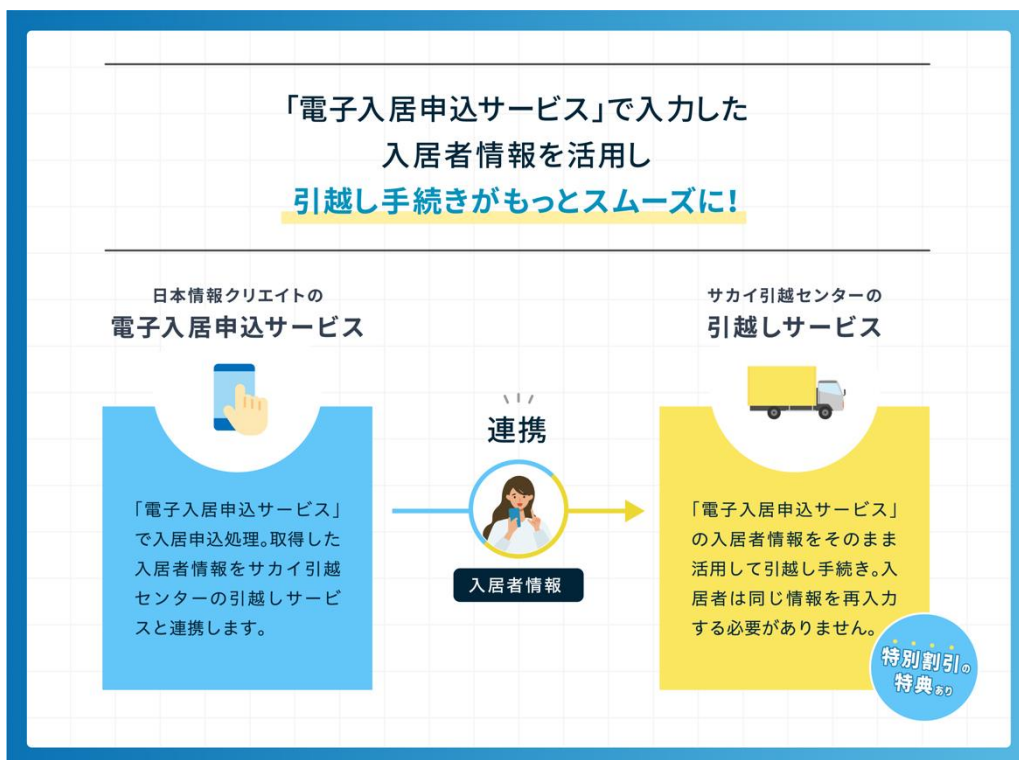 「電子入居申込サービス」で入力した
入居者情報を活用し
引越し手続きがもっとスムーズに!
日本情報クリエイトの
電子入居申込サービス
「電子入居申込サービス」
で入居申込処理。取得した
入居者情報をサカイ引越
センターの引越しサービ
スと連携します。
連携
入居者情報
サカイ引越センターの
引越しサービス
「電子入居申込サービス」
の入居者情報をそのまま
活用して引越し手続き。入
居者は同じ情報を再入力
する必要がありません。
特別割引の
特典あり